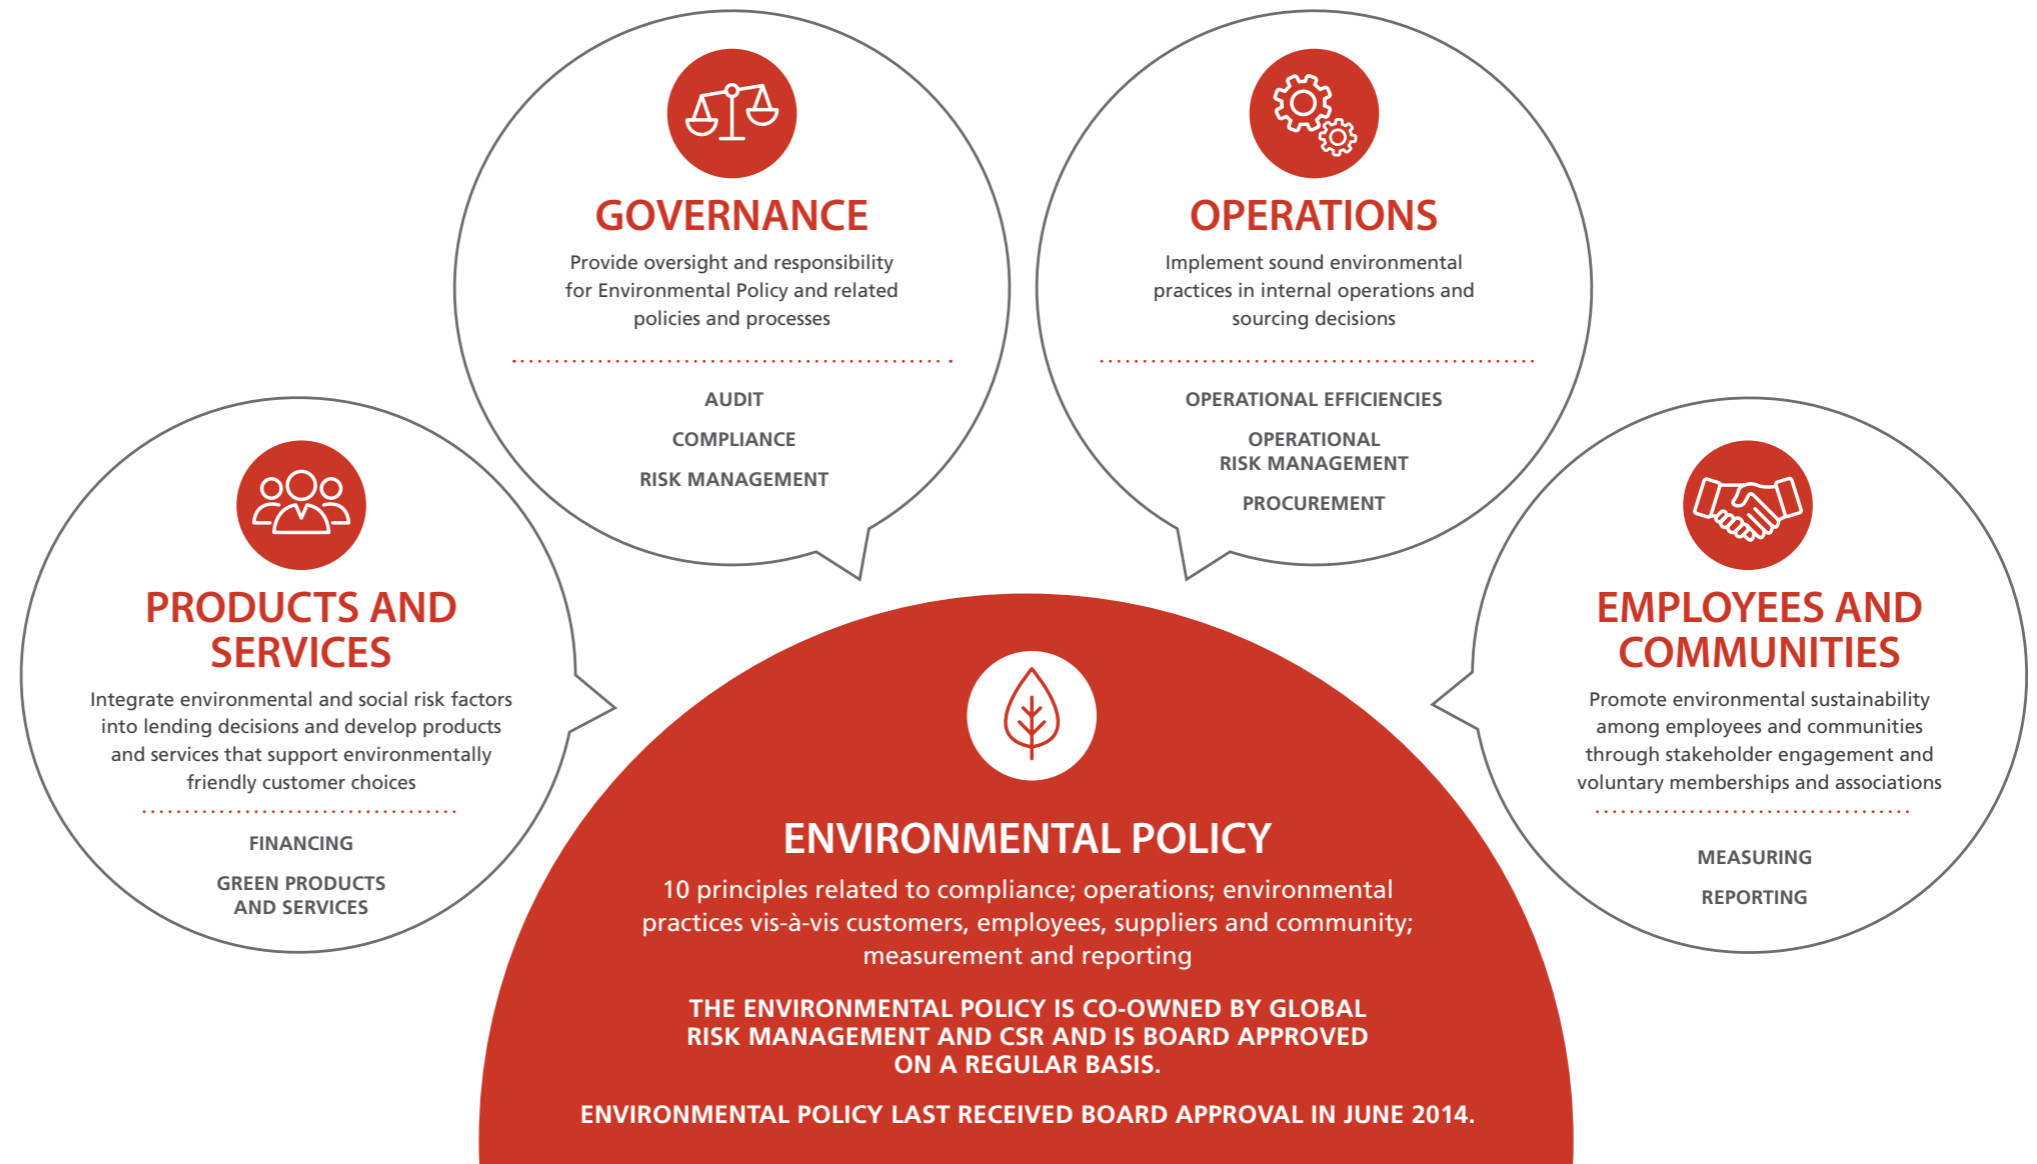 GOVERNANCE
Provide oversight and responsibility
for Environmental Policy and related
policies and processes
AUDIT
COMPLIANCE
RISK MANAGEMENT
OPERATIONS
Implement sound environmental
practices in internal operations and
sourcing decisions
OPERATIONAL EFFICIENCIES
OPERATIONAL
RISK MANAGEMENT
PROCUREMENT
PRODUCTS AND
SERVICES
Integrate environmental and social risk factors
into lending decisions and develop products
and services that support environmentally
friendly customer choices
FINANCING
GREEN PRODUCTS
AND SERVICES
EMPLOYEES AND
COMMUNITIES
Promote environmental sustainability
among employees and communities
through stakeholder engagement and
voluntary memberships and associations
MEASURING
REPORTING
ENVIRONMENTAL POLICY
10 principles related to compliance; operations; environmental
practices vis-à-vis customers, employees, suppliers and community;
measurement and reporting
THE ENVIRONMENTAL POLICY IS CO-OWNED BY GLOBAL
RISK MANAGEMENT AND CSR AND IS BOARD APPROVED
ON A REGULAR BASIS.
ENVIRONMENTAL POLICY LAST RECEIVED BOARD APPROVAL IN JUNE 2014.